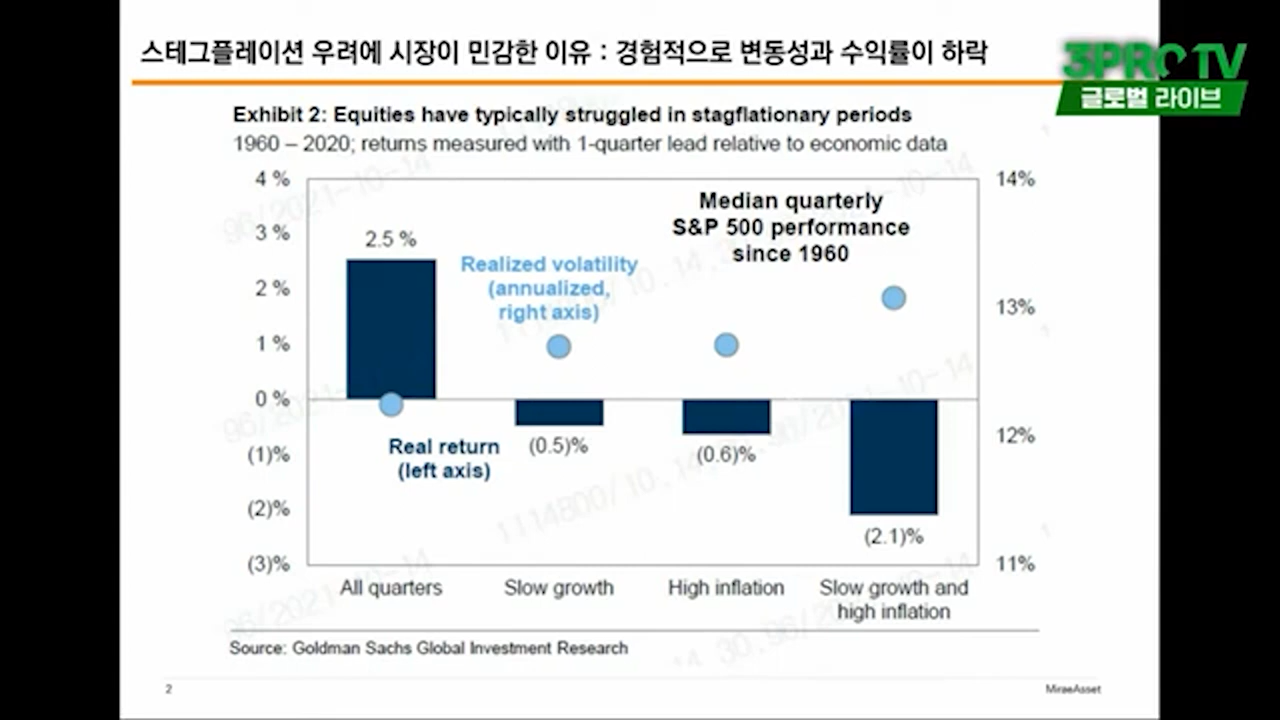 스테그플레이션 우려에 시장이 민감한 이유 : 경험적으로 변동성과 수익률이 하락
3PRO TV
글로벌 라이브
Exhibit 2: Equities have typically struggled in stagflationary periods
1960 – 2020; returns measured with 1-quarter lead relative to economic data
4 %
14%
Median quarterly
S&P 500 performance
since 1960
3 %
2.5 %
Realized volatility
(annualized,
right axis)
2 %
13%
1 %
0 %
12%
Real return
(left axis)
(0.5)%
(0.6)%
(1)%
(2)%
(2.1)%
(3)%
11%
All quarters
Slow growth
High inflation
Slow growth and
high inflation
Source: Goldman Sachs Global Investment Research
2
MiraeAsset